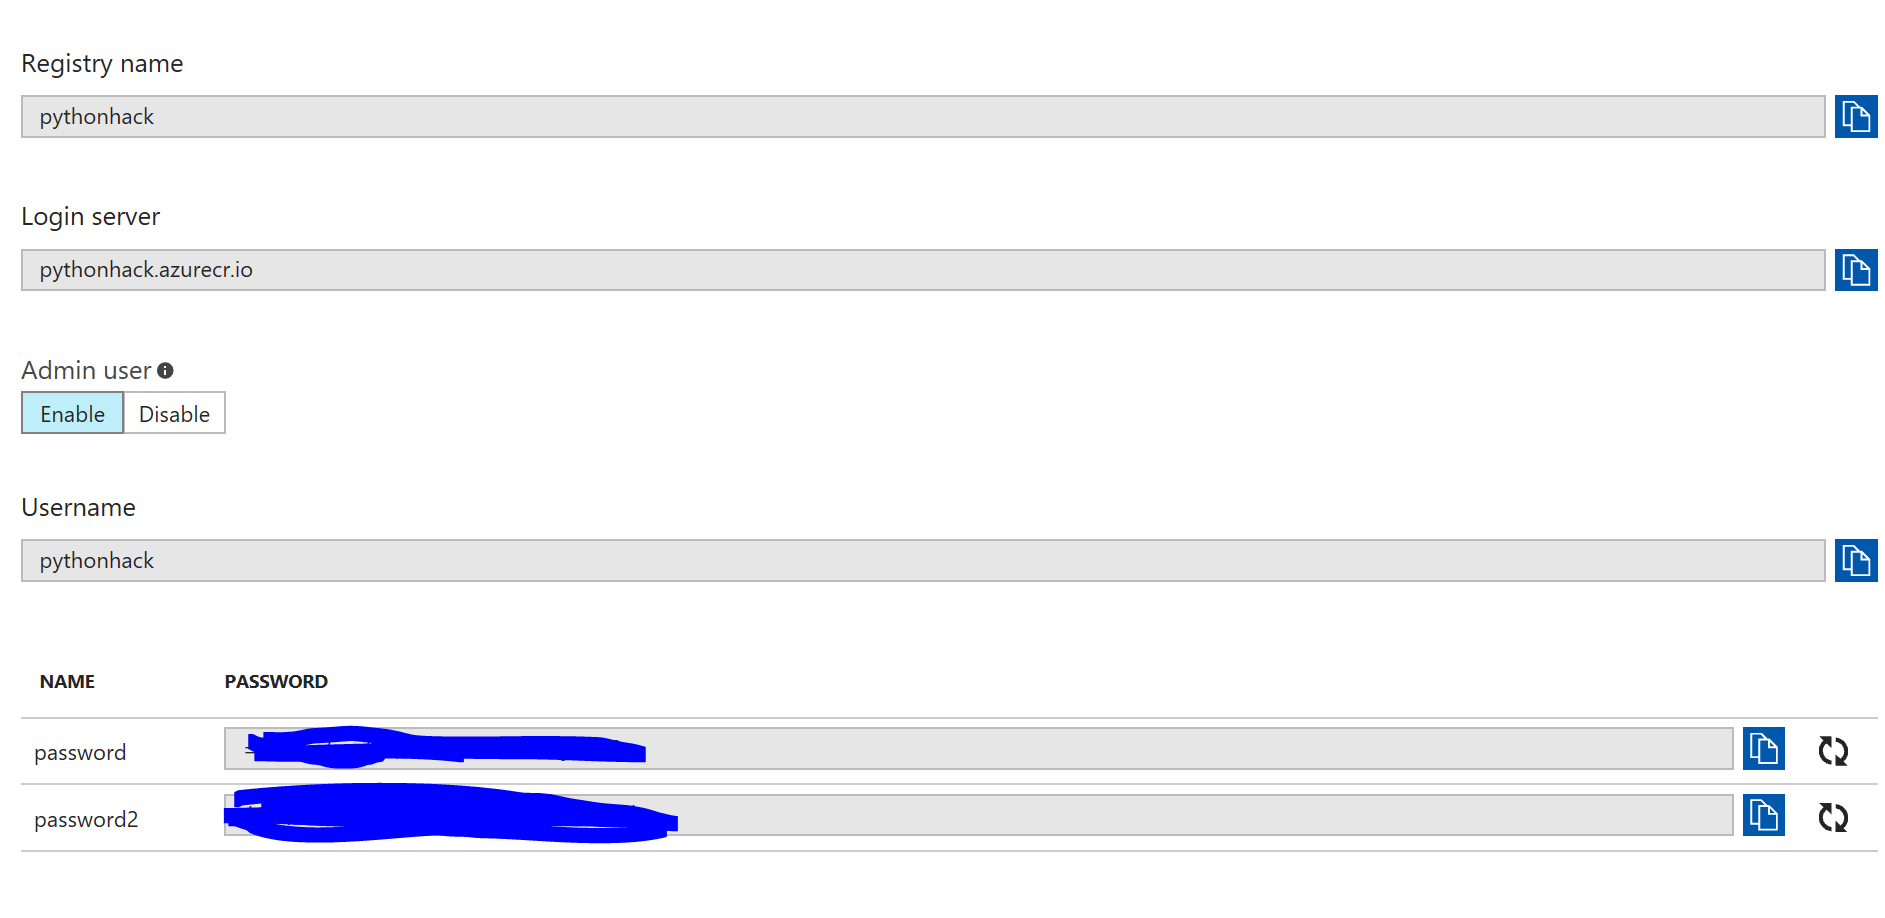 Registry name
pythonhack
Login server
pythonhack.azurecr.io
Admin user
Enable Disable
Username
pythonhack
NAME PASSWORD
password
password2